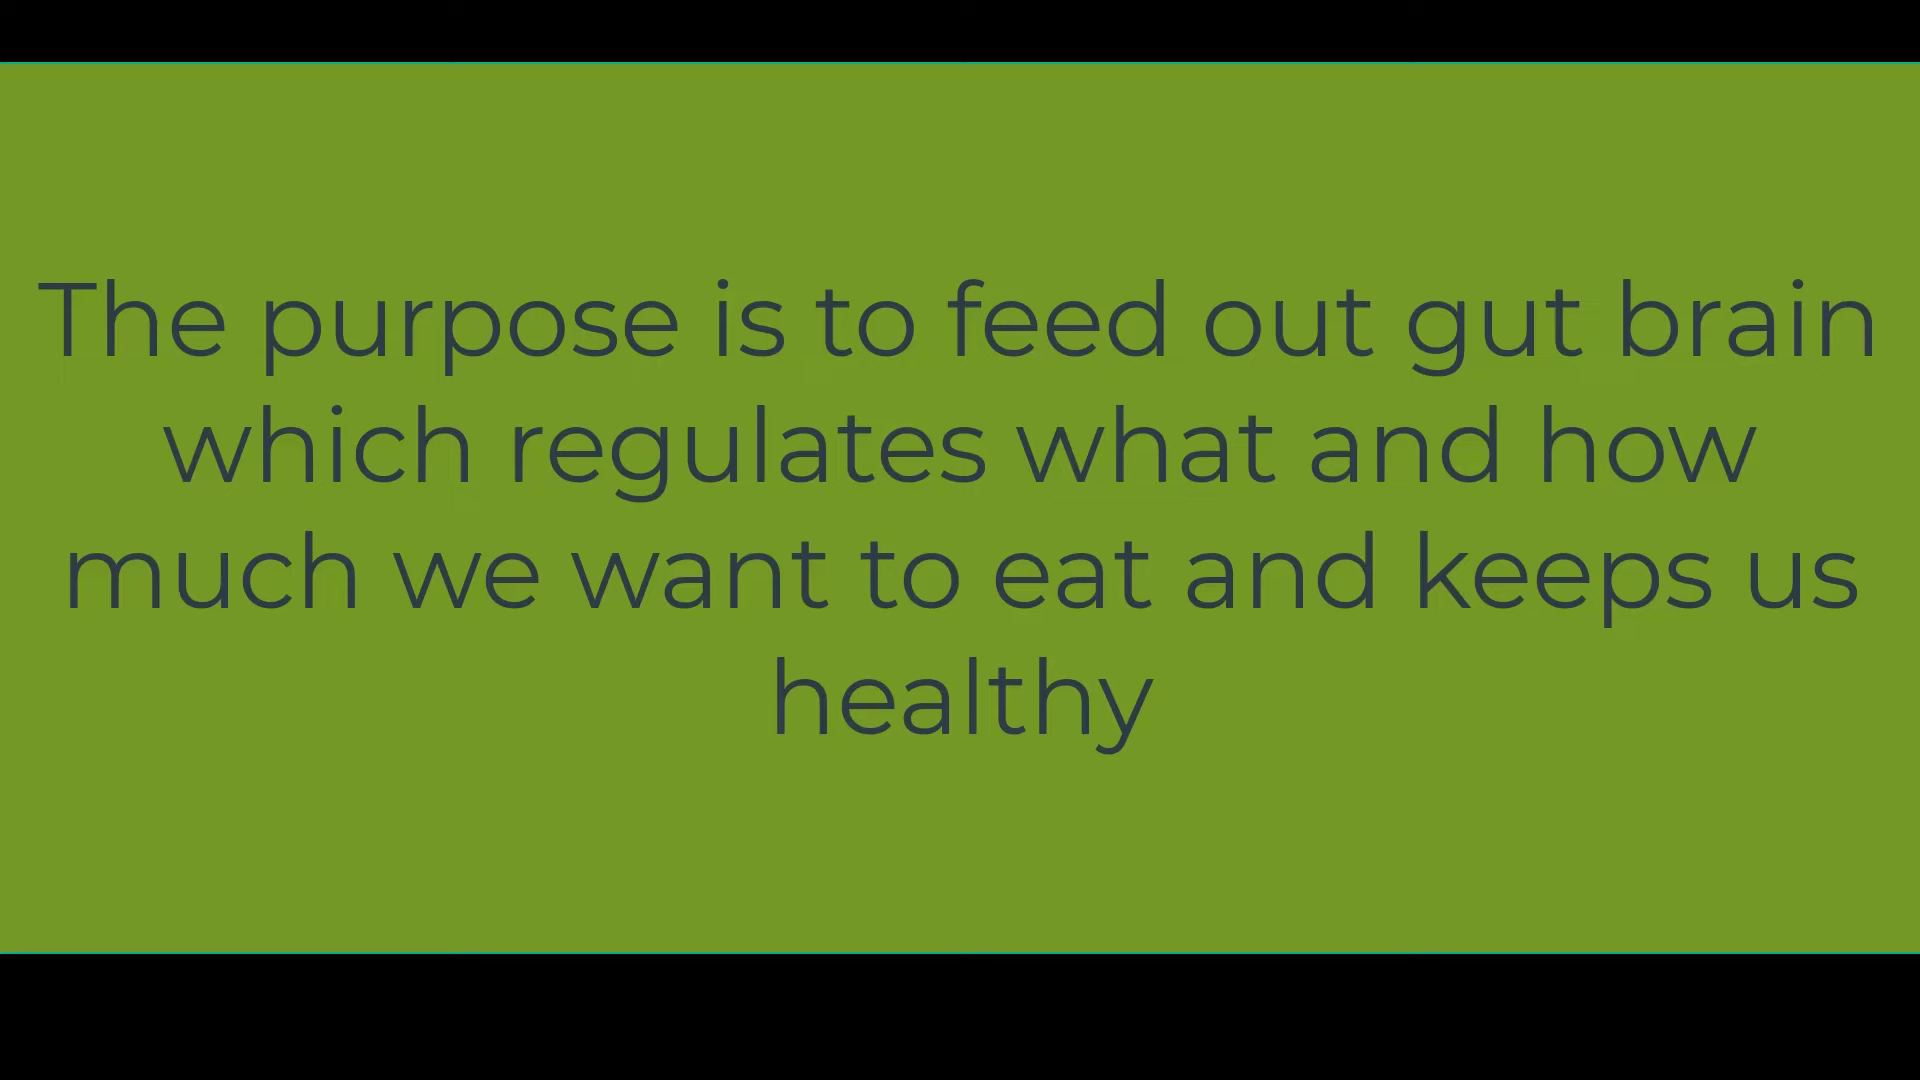 The purpose is to feed out gut brain
which regulates what and how
much we want to eat and keeps us
healthy